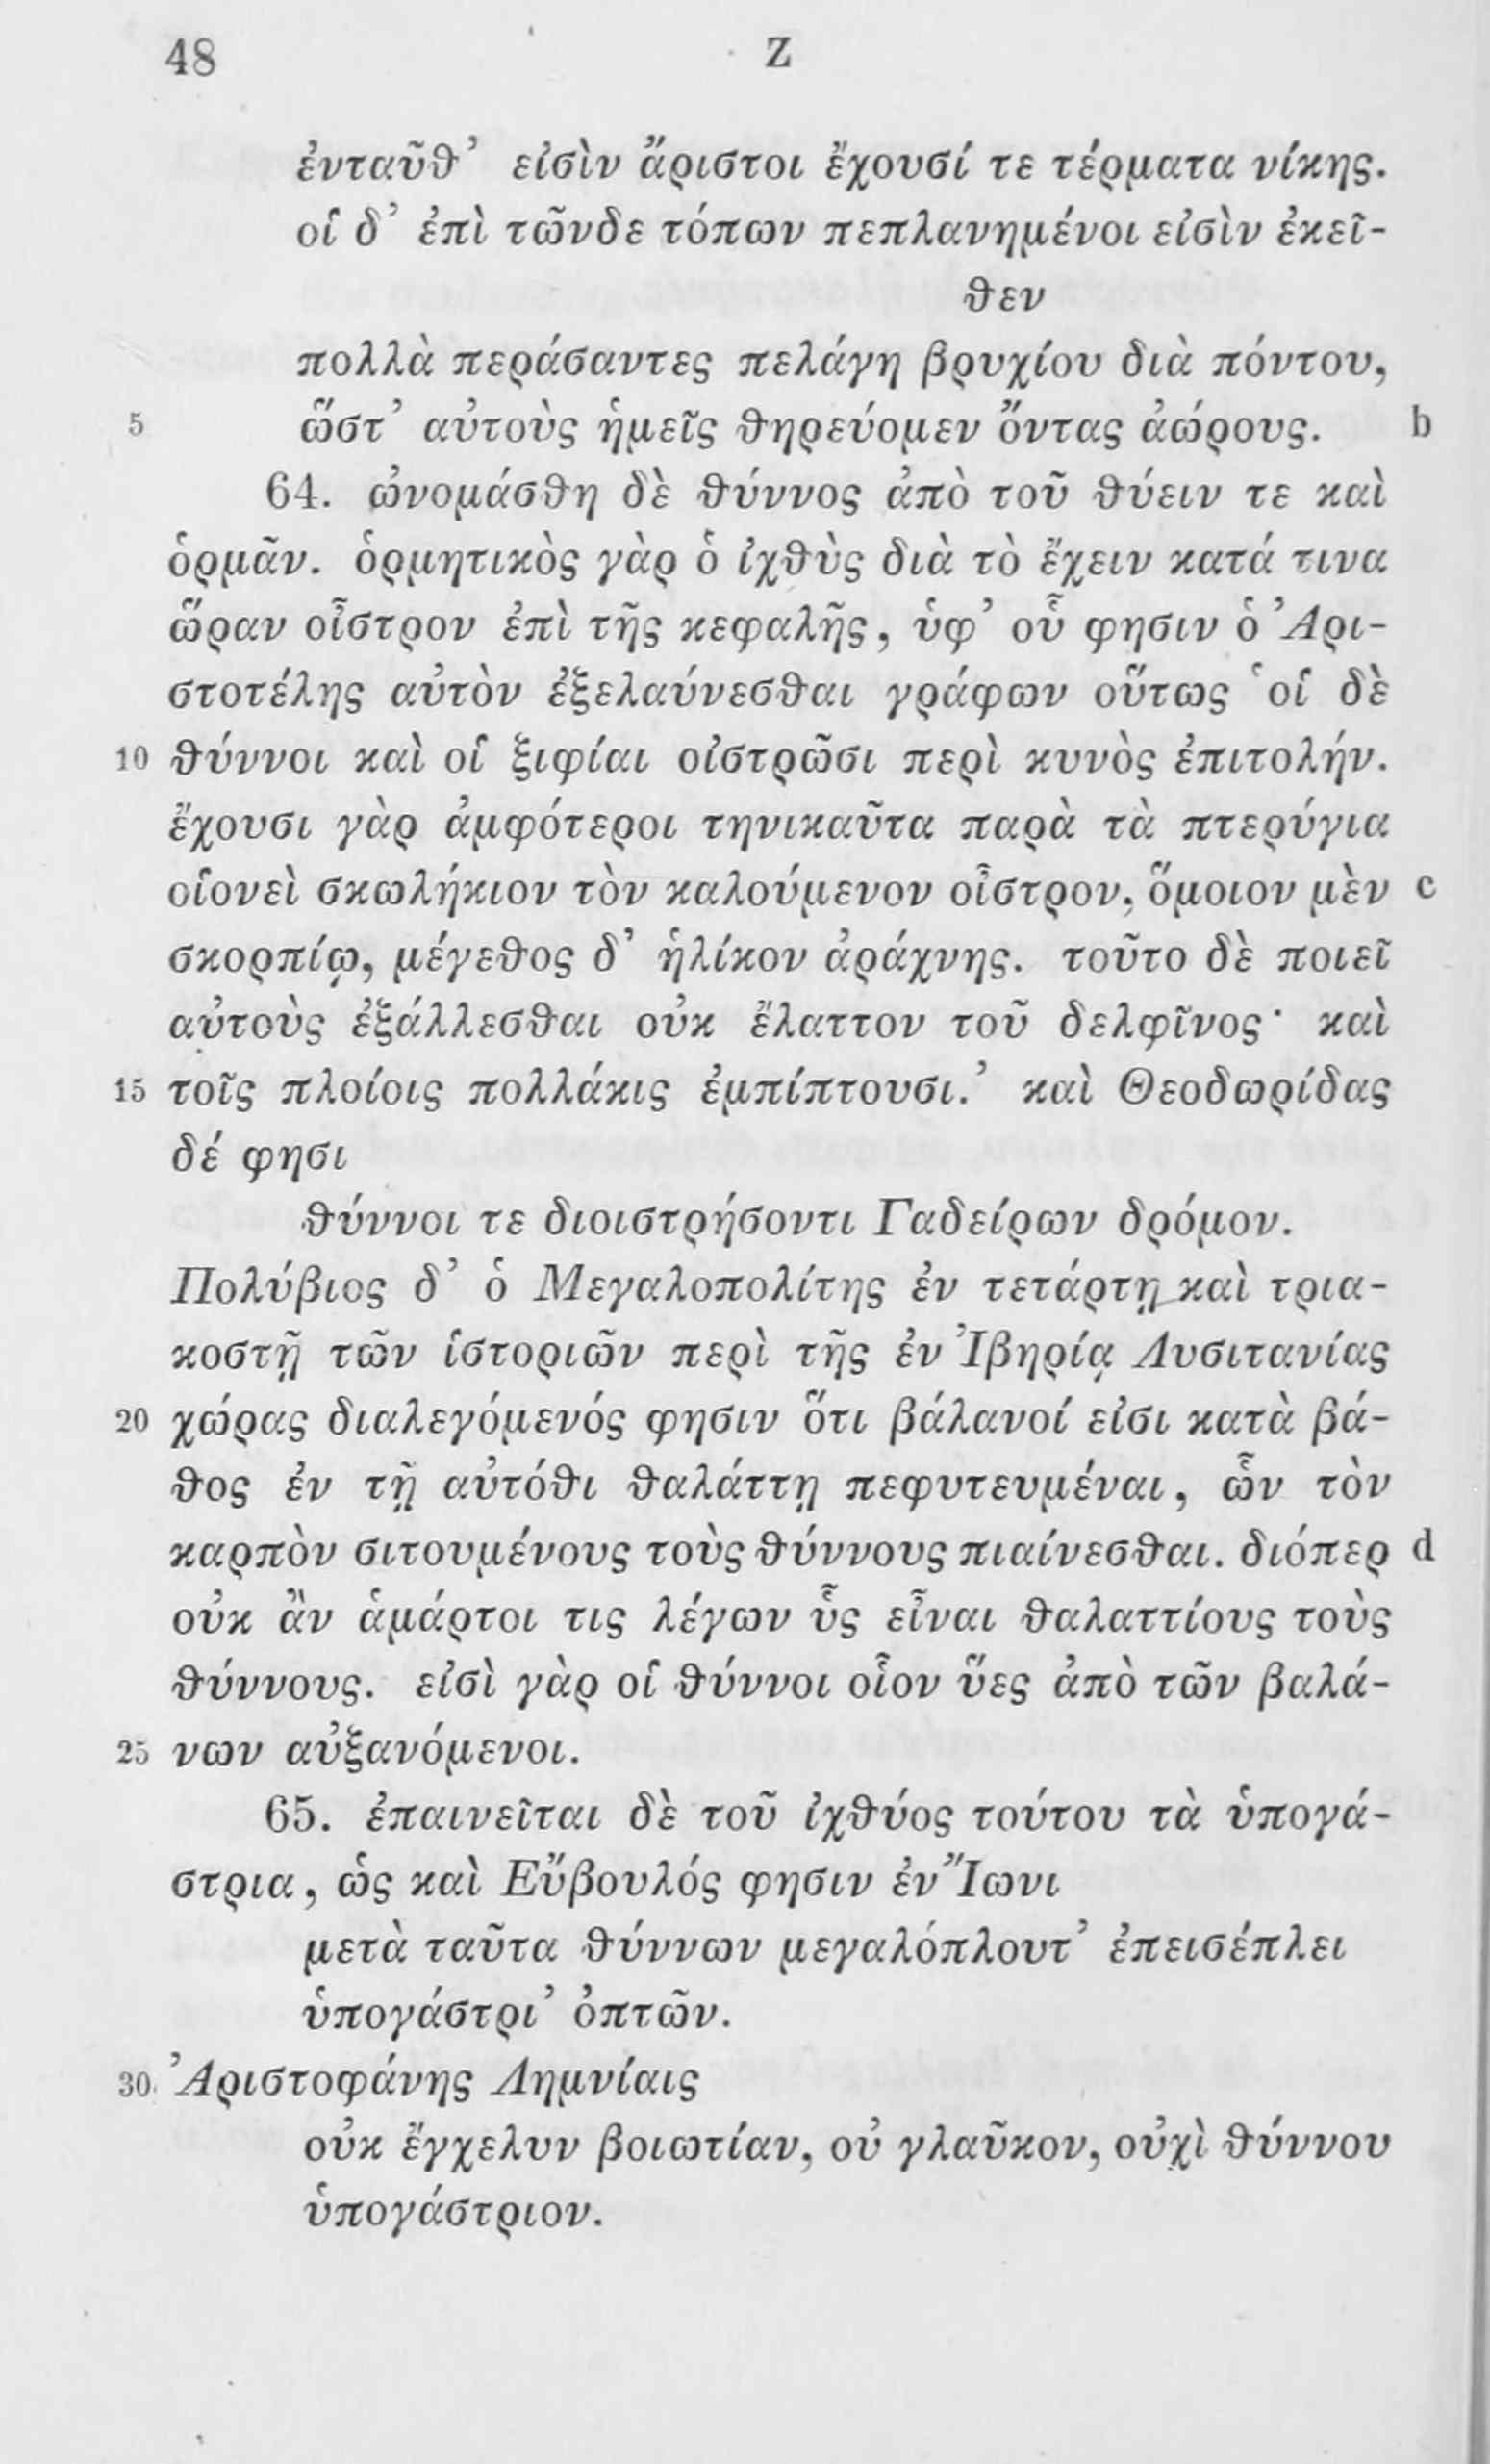 48 Z
ἐνταῦθ’ εἰσὶν ἄριστοι ἔχουσί τε τέρματα νίκης.
οἱ δ’ ἐπὶ τῶνδε τόπων πεπλανημένοι εἰσὶν ἐκεῖ-
θεν
πολλὰ περάσαντες πελάγη βρυχίου διὰ πόντου,
5 ὥστ’ αὐτοὺς ἡμεῖς θηρεύομεν ὄντας ἀώρους. b
64. ὠνομάσθη δὲ θύννος ἀπὸ τοῦ θύειν τε καὶ
ὁρμᾶν. ὁρμητικὸς γὰρ ὁ ἰχθὺς διὰ τὸ ἔχειν κατά τινα
ὥραν οἶστρον ἐπὶ τῆς κεφαλῆς, ὑφ’ οὗ φησιν ὁ Ἀρι-
στοτέλης αὐτὸν ἐξελαύνεσθαι γράφων οὕτως ‘οἱ δὲ
10 θύννοι καὶ οἱ ξιφίαι οἰστρῶσι περὶ κυνὸς ἐπιτολήν.
ἔχουσι γὰρ ἀμφότεροι τηνικαῦτα παρὰ τὰ πτερύγια
οἱονεὶ σκωλήκιον τὸν καλούμενον οἶστρον, ὅμοιον μὲν c
σκορπίῳ, μέγεθος δ’ ἡλίκον ἀράχνης. τοῦτο δὲ ποιεῖ
αὐτοὺς ἐξάλλεσθαι οὐκ ἔλαττον τοῦ δελφῖνος· καὶ
15 τοῖς πλοίοις πολλάκις ἐμπίπτουσι.’ καὶ Θεοδωρίδας
δέ φησι
θύννοι τε διοιστρήσοντι Γαδείρων δρόμον.
Πολύβιος δ’ ὁ Μεγαλοπολίτης ἐν τετάρτῃ καὶ τρια-
κοστῇ τῶν ἱστοριῶν περὶ τῆς ἐν Ἰβηρίᾳ Λυσιτανίας
20 χώρας διαλεγόμενός φησιν ὅτι βάλανοί εἰσι κατὰ βά-
θος ἐν τῇ αὐτόθι θαλάττῃ πεφυτευμέναι, ὧν τὸν
καρπὸν σιτουμένους τοὺς θύννους πιαίνεσθαι. διόπερ d
οὐκ ἂν ἁμάρτοι τις λέγων ὗς εἶναι θαλαττίους τοὺς
θύννους. εἰσὶ γὰρ οἱ θύννοι οἷον ὕες ἀπὸ τῶν βαλά-
25 νων αὐξανόμενοι.
65. ἐπαινεῖται δὲ τοῦ ἰχθύος τούτου τὰ ὑπογά-
στρια, ὡς καὶ Εὔβουλός φησιν ἐν Ἴωνι
μετὰ ταῦτα θύννων μεγαλόπλουτ’ ἐπεισέπλει
ὑπογάστρι’ ὀπτῶν.
30 Ἀριστοφάνης Λημνίαις
οὐκ ἔγχελυν βοιωτίαν, οὐ γλαῦκον, οὐχὶ θύννου
ὑπογάστριον.